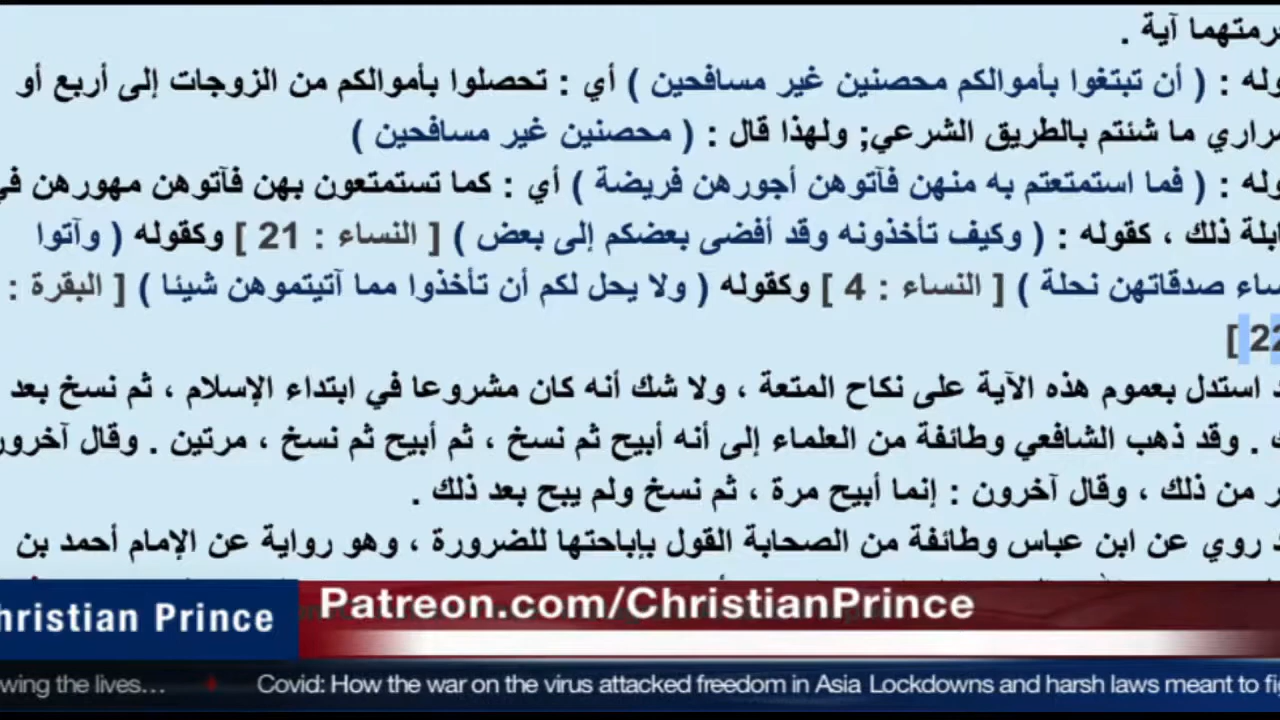 حرمتهما آية .
وله : ( أن تبتغوا بأموالكم محصنين غير مسافحين ) أي : تحصلوا بأموالكم من الزوجات إلى أربع أو
راري ما شئتم بالطريق الشرعي; ولهذا قال : ( محصنين غير مسافحين )
وله : ( فما استمتعتم به منهن فآتوهن أجورهن فريضة ) أي : كما تستمتعون بهن فآتوهن مهورهن في
ابلة ذلك ، كقوله : ( وكيف تأخذونه وقد أفضى بعضكم إلى بعض ) [ النساء : 21 ] وكقوله ( وآتوا
ساء صدقاتهن نحلة ) [ النساء : 4 ] وكقوله ( ولا يحل لكم أن تأخذوا مما آتيتموهن شيئا ) [ البقرة :
22 ]
د استدل بعموم هذه الآية على نكاح المتعة ، ولا شك أنه كان مشروعا في ابتداء الإسلام ، ثم نسخ بعد
ك . وقد ذهب الشافعي وطائفة من العلماء إلى أنه أبيح ثم نسخ ، ثم أبيح ثم نسخ ، مرتين . وقال آخرون
ر من ذلك ، وقال آخرون : إنما أبيح مرة ، ثم نسخ ولم يبح بعد ذلك .
د روي عن ابن عباس وطائفة من الصحابة القول بإباحتها للضرورة ، وهو رواية عن الإمام أحمد بن
hristian Prince
Patreon.com/ChristianPrince
wing the lives... Covid: How the war on the virus attacked freedom in Asia Lockdowns and harsh laws meant to fi